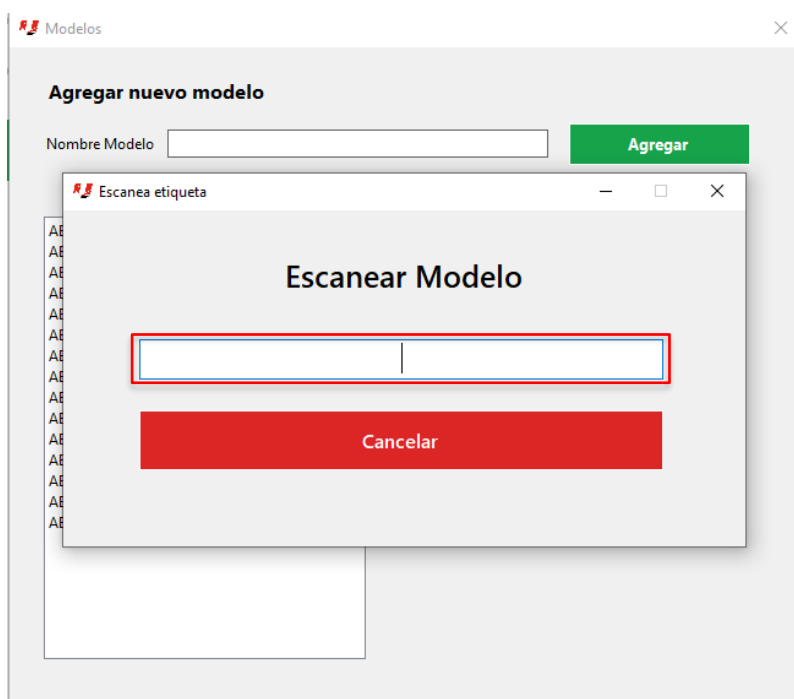 Modelos
Agregar nuevo modelo
Nombre Modelo
Agregar
Escanea etiqueta
Escanear Modelo
Cancelar